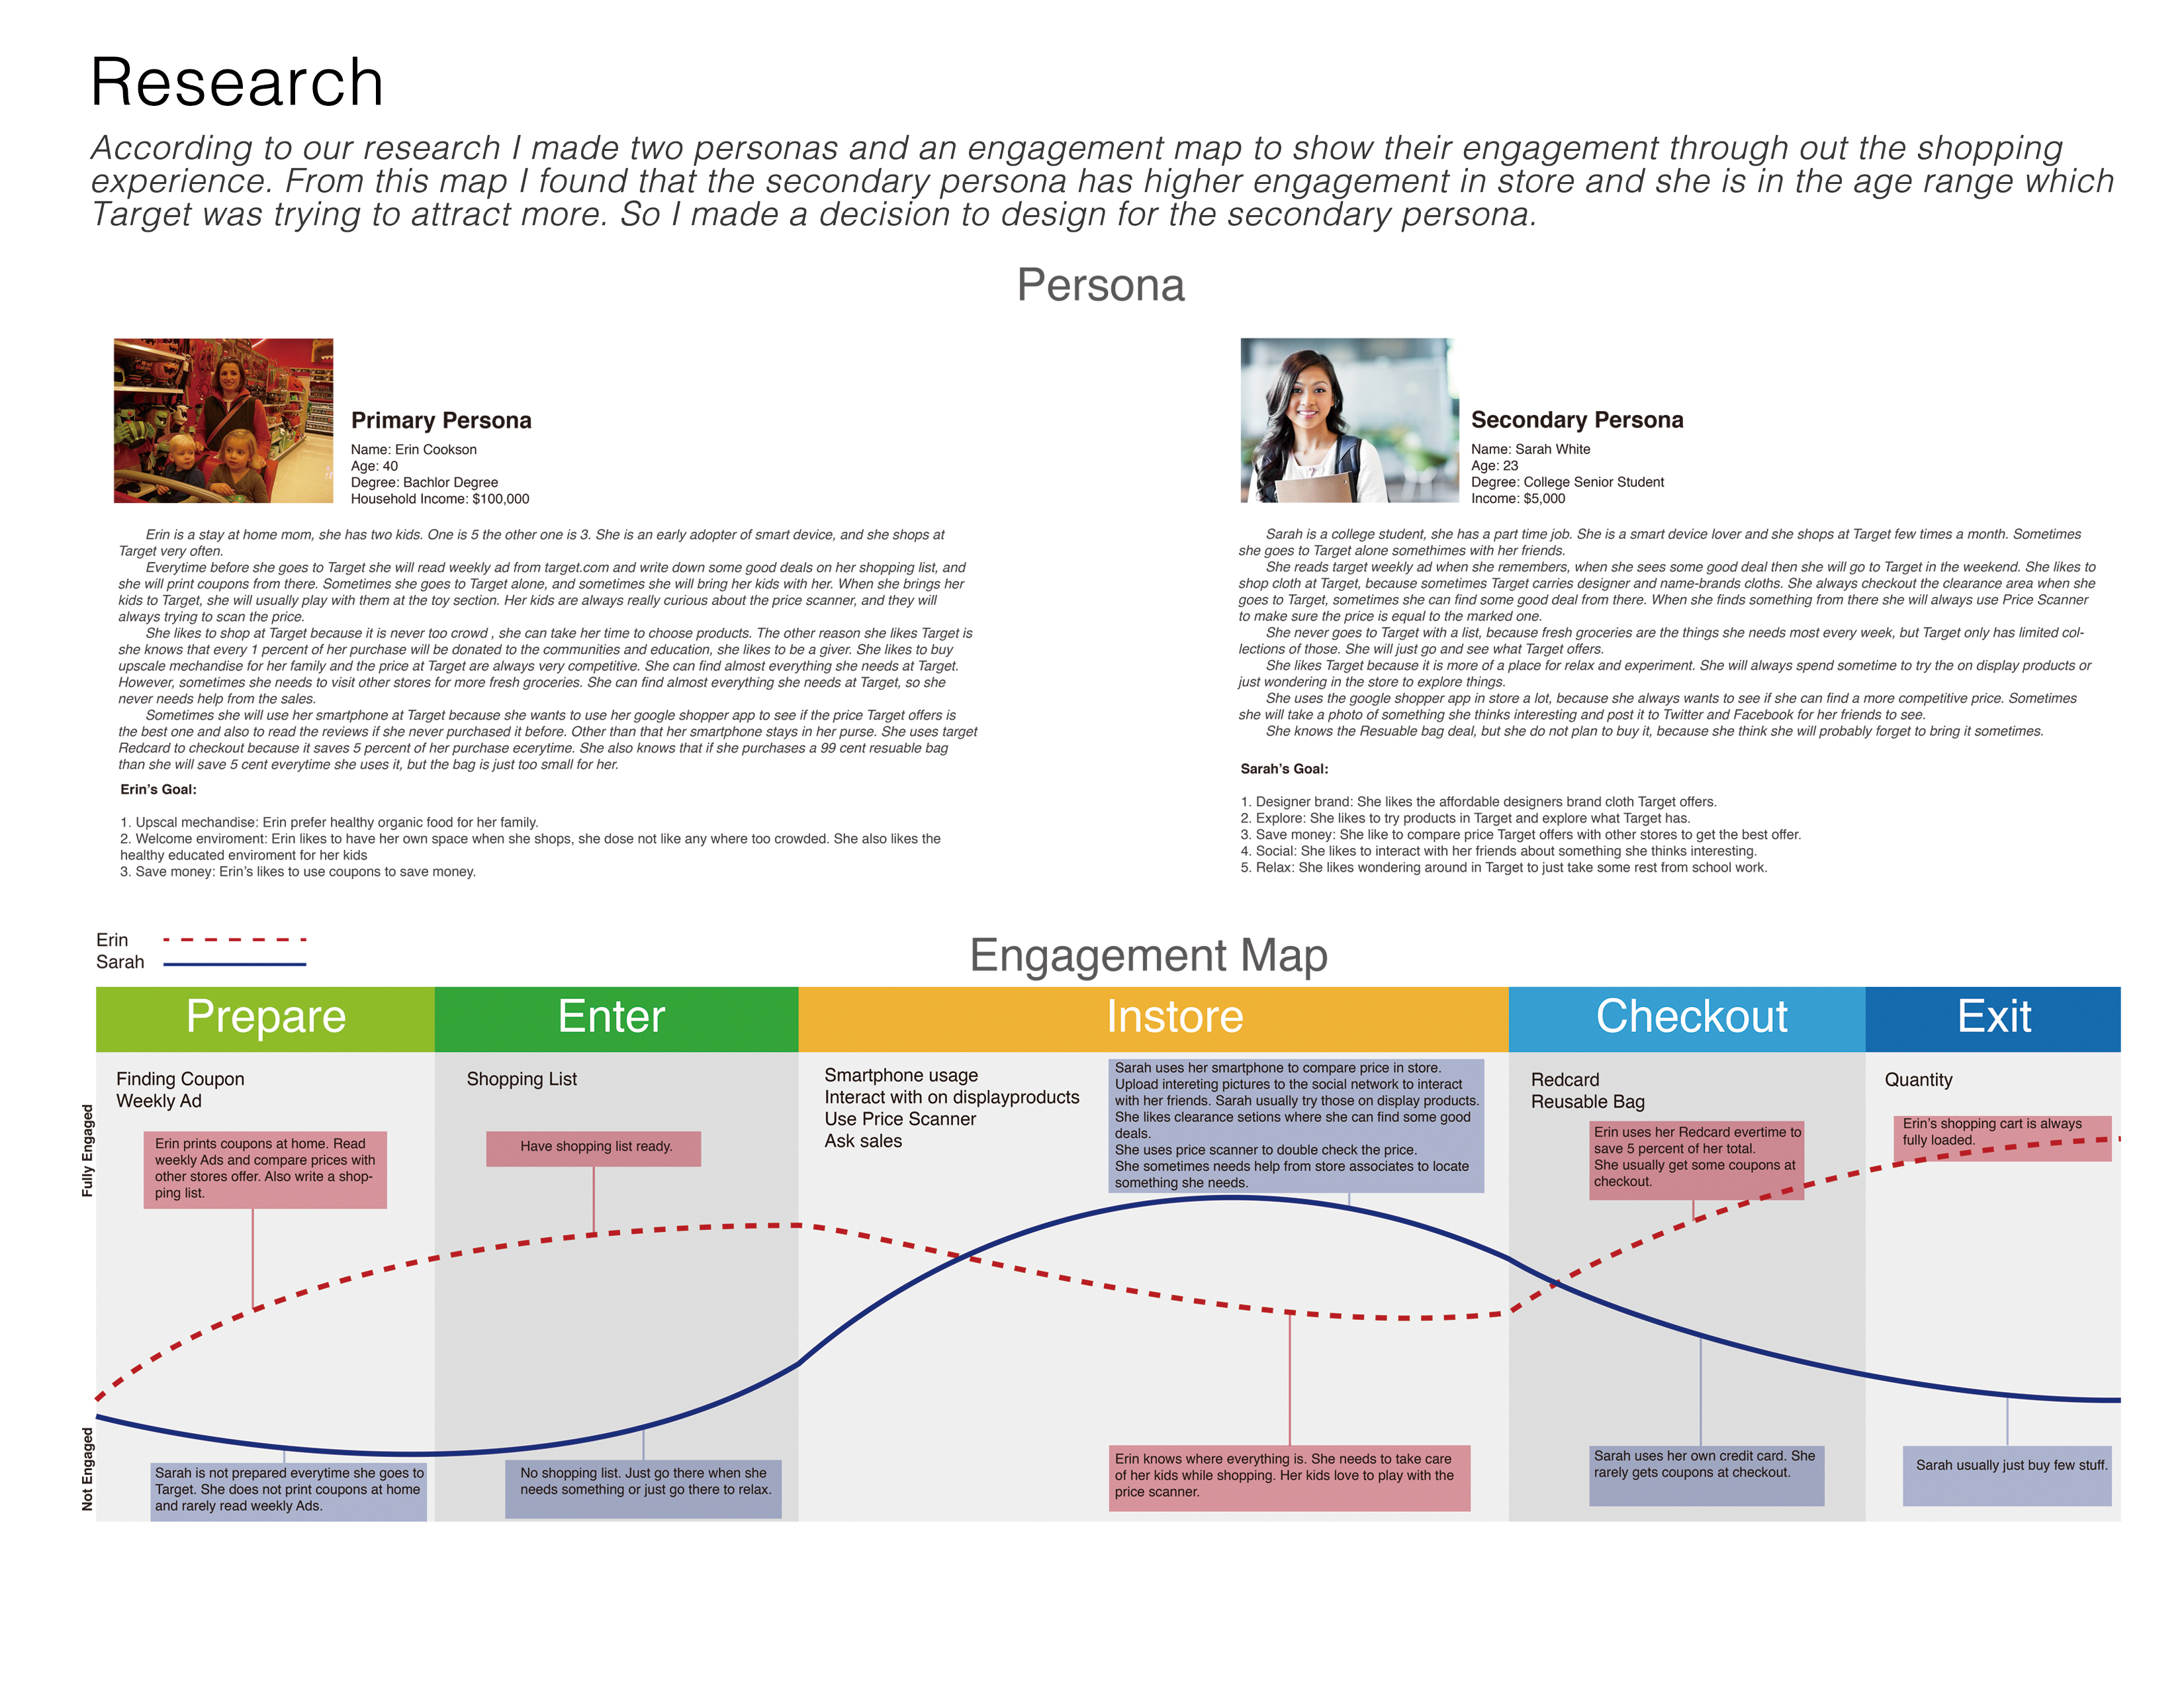 Research
According to our research I made two personas and an engagement map to show their engagement through out the shopping
experience. From this map I found that the secondary persona has higher engagement in store and she is in the age range which
Target was trying to attract more. So I made a decision to design for the secondary persona.
Persona
Primary Persona
Name: Erin Cookson
Age: 40
Degree: Bachlor Degree
Household Income: $100,000
Erin is a stay at home mom, she has two kids. One is 5 the other one is 3. She is an early adopter of smart device, and she shops at
Target very often.
Everytime before she goes to Target she will read weekly ad from target.com and write down some good deals on her shopping list, and
she will print coupons from there. Sometimes she goes to Target alone, and sometimes she will bring her kids with her. When she brings her
kids to Target, she will usually play with them at the toy section. Her kids are always really curious about the price scanner, and they will
always trying to scan the price.
She likes to shop at Target because it is never too crowd , she can take her time to choose products. The other reason she likes Target is
she knows that every 1 percent of her purchase will be donated to the communities and education, she likes to be a giver. She likes to buy
upscale mechandise for her family and the price at Target are always very competitive. She can find almost everything she needs at Target.
However, sometimes she needs to visit other stores for more fresh groceries. She can find almost everything she needs at Target, so she
never needs help from the sales.
Sometimes she will use her smartphone at Target because she wants to use her google shopper app to see if the price Target offers is
the best one and also to read the reviews if she never purchased it before. Other than that her smartphone stays in her purse. She uses target
Redcard to checkout because it saves 5 percent of her purchase ecerytime. She also knows that if she purchases a 99 cent resuable bag
than she will save 5 cent everytime she uses it, but the bag is just too small for her.
Erin's Goal:
1. Upscal mechandise: Erin prefer healthy organic food for her family.
2. Welcome enviroment: Erin likes to have her own space when she shops, she dose not like any where too crowded. She also likes the
healthy educated enviroment for her kids
3. Save money: Erin's likes to use coupons to save money.
Secondary Persona
Name: Sarah White
Age: 23
Degree: College Senior Student
Income: $5,000
Sarah is a college student, she has a part time job. She is a smart device lover and she shops at Target few times a month. Sometimes
she goes to Target alone somethimes with her friends.
She reads target weekly ad when she remembers, when she sees some good deal then she will go to Target in the weekend. She likes to
shop cloth at Target, because sometimes Target carries designer and name-brands cloths. She always checkout the clearance area when she
goes to Target, sometimes she can find some good deal from there. When she finds something from there she will always use Price Scanner
to make sure the price is equal to the marked one.
She never goes to Target with a list, because fresh groceries are the things she needs most every week, but Target only has limited col-
lections of those. She will just go and see what Target offers.
She likes Target because it is more of a place for relax and experiment. She will always spend sometime to try the on display products or
just wondering in the store to explore things.
She uses the google shopper app in store a lot, because she always wants to see if she can find a more competitive price. Sometimes
she will take a photo of something she thinks interesting and post it to Twitter and Facebook for her friends to see.
She knows the Resuable bag deal, but she do not plan to buy it, because she think she will probably forget to bring it sometimes.
Sarah's Goal:
1. Designer brand: She likes the affordable designers brand cloth Target offers.
2. Explore: She likes to try products in Target and explore what Target has.
3. Save money: She like to compare price Target offers with other stores to get the best offer.
4. Social: She likes to interact with her friends about something she thinks interesting.
5. Relax: She likes wondering around in Target to just take some rest from school work.
Erin
Sarah
Engagement Map
Prepare
Enter
Instore
Checkout
Exit
Fully Engaged
Not Engaged
Finding Coupon
Weekly Ad
Erin prints coupons at home. Read
weekly Ads and compare prices with
other stores offer. Also write a shop-
ping list.
Sarah is not prepared everytime she goes to
Target. She does not print coupons at home
and rarely read weekly Ads.
Shopping List
Have shopping list ready.
No shopping list. Just go there when she
needs something or just go there to relax.
Smartphone usage
Interact with on displayproducts
Use Price Scanner
Ask sales
Sarah uses her smartphone to compare price in store.
Upload intereting pictures to the social network to interact
with her friends. Sarah usually try those on display products.
She likes clearance setions where she can find some good
deals.
She uses price scanner to double check the price.
She sometimes needs help from store associates to locate
something she needs.
Erin knows where everything is. She needs to take care
of her kids while shopping. Her kids love to play with the
price scanner.
Redcard
Reusable Bag
Erin uses her Redcard evertime to
save 5 percent of her total.
She usually get some coupons at
checkout.
Sarah uses her own credit card. She
rarely gets coupons at checkout.
Quantity
Erin's shopping cart is always
fully loaded.
Sarah usually just buy few stuff.